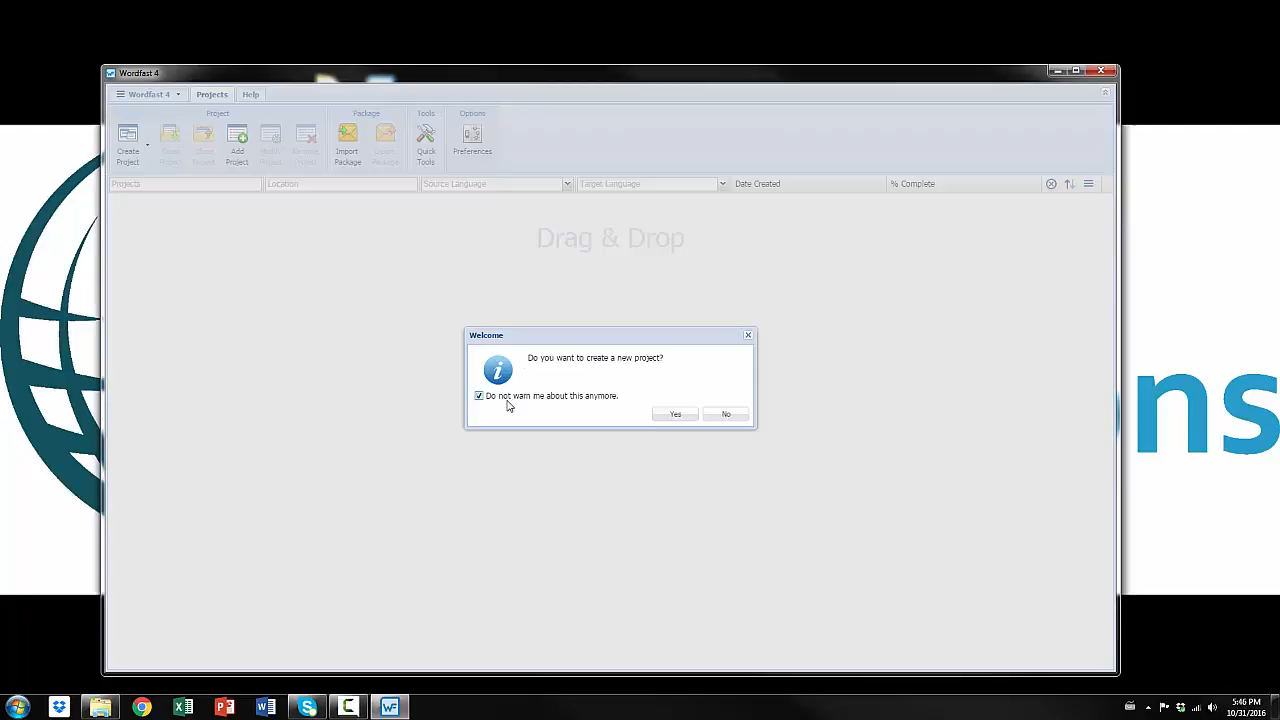 Wordfast 4
Wordfast 4 Projects Help
Project Package Tools Options
Create Project
Add Project
Import Package
Quick Tools
Preferences
Projects Location Source Language Target Language Date Created % Complete
Drag & Drop
Welcome
Do you want to create a new project?
Do not warn me about this anymore.
Yes No
ns
5:46 PM
10/31/2016